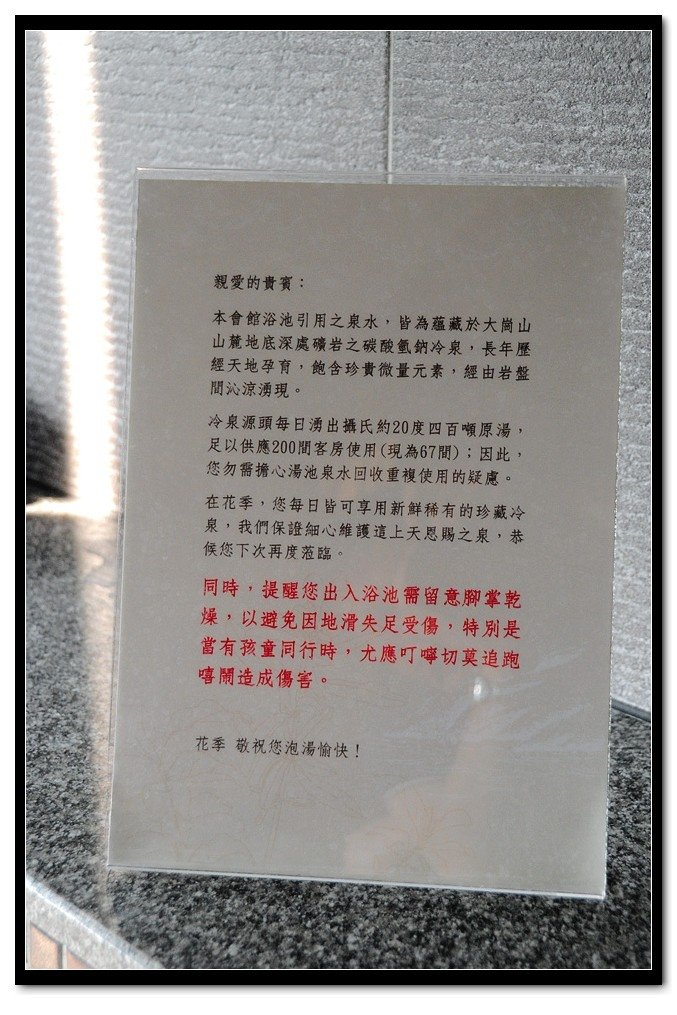 親愛的貴賓：
本會館浴池引用之泉水，皆為蘊藏於大崗山
山麓地底深處礦岩之碳酸氫鈉冷泉，長年歷
經天地孕育，飽含珍貴微量元素，經由岩盤
間沁涼湧現。
冷泉源頭每日湧出攝氏約20度四百噸原湯，
足以供應200間客房使用(現為67間)；因此，
您勿需擔心湯池泉水回收重複使用的疑慮。
在花季，您每日皆可享用新鮮稀有的珍藏冷
泉，我們保證細心維護這上天恩賜之泉，恭
候您下次再度蒞臨。
同時，提醒您出入浴池需留意腳掌乾
燥，以避免因地滑失足受傷，特別是
當有孩童同行時，尤應叮嚀切莫追跑
嘻鬧造成傷害。
花季 敬祝您泡湯愉快！